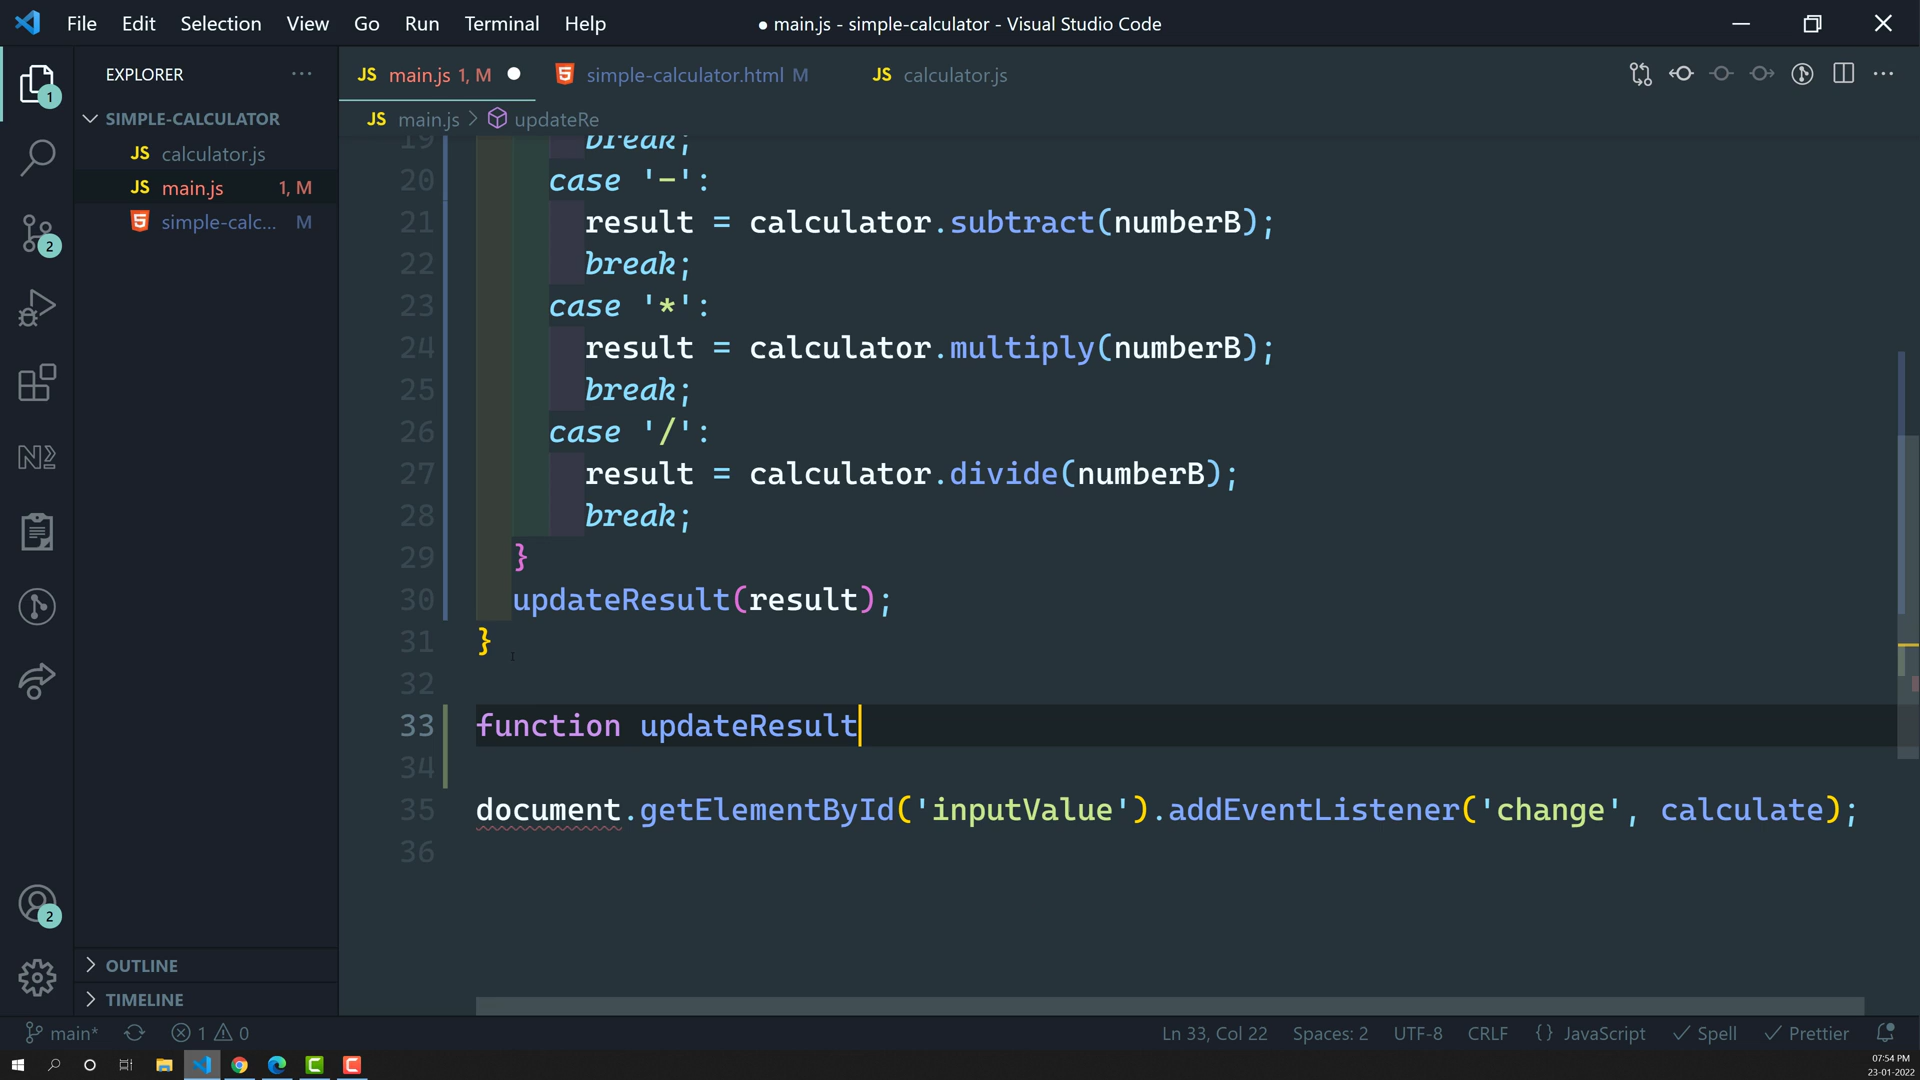 File Edit Selection View Go Run Terminal Help
● main.js - simple-calculator - Visual Studio Code
EXPLORER ···
SIMPLE-CALCULATOR
JS calculator.js
JS main.js 1, M
simple-calc... M
OUTLINE
TIMELINE
JS main.js 1, M ●
simple-calculator.html M
JS calculator.js
JS main.js > updateRe
19 break;
20 case '-':
21 result = calculator.subtract(numberB);
22 break;
23 case '*':
24 result = calculator.multiply(numberB);
25 break;
26 case '/':
27 result = calculator.divide(numberB);
28 break;
29 }
30 updateResult(result);
31 }
32
33 function updateResult
34
35 document.getElementById('inputValue').addEventListener('change', calculate);
36
1
2
2
main* 1 0
Ln 33, Col 22 Spaces: 2 UTF-8 CRLF {} JavaScript Spell Prettier
07:54 PM
23-01-2022